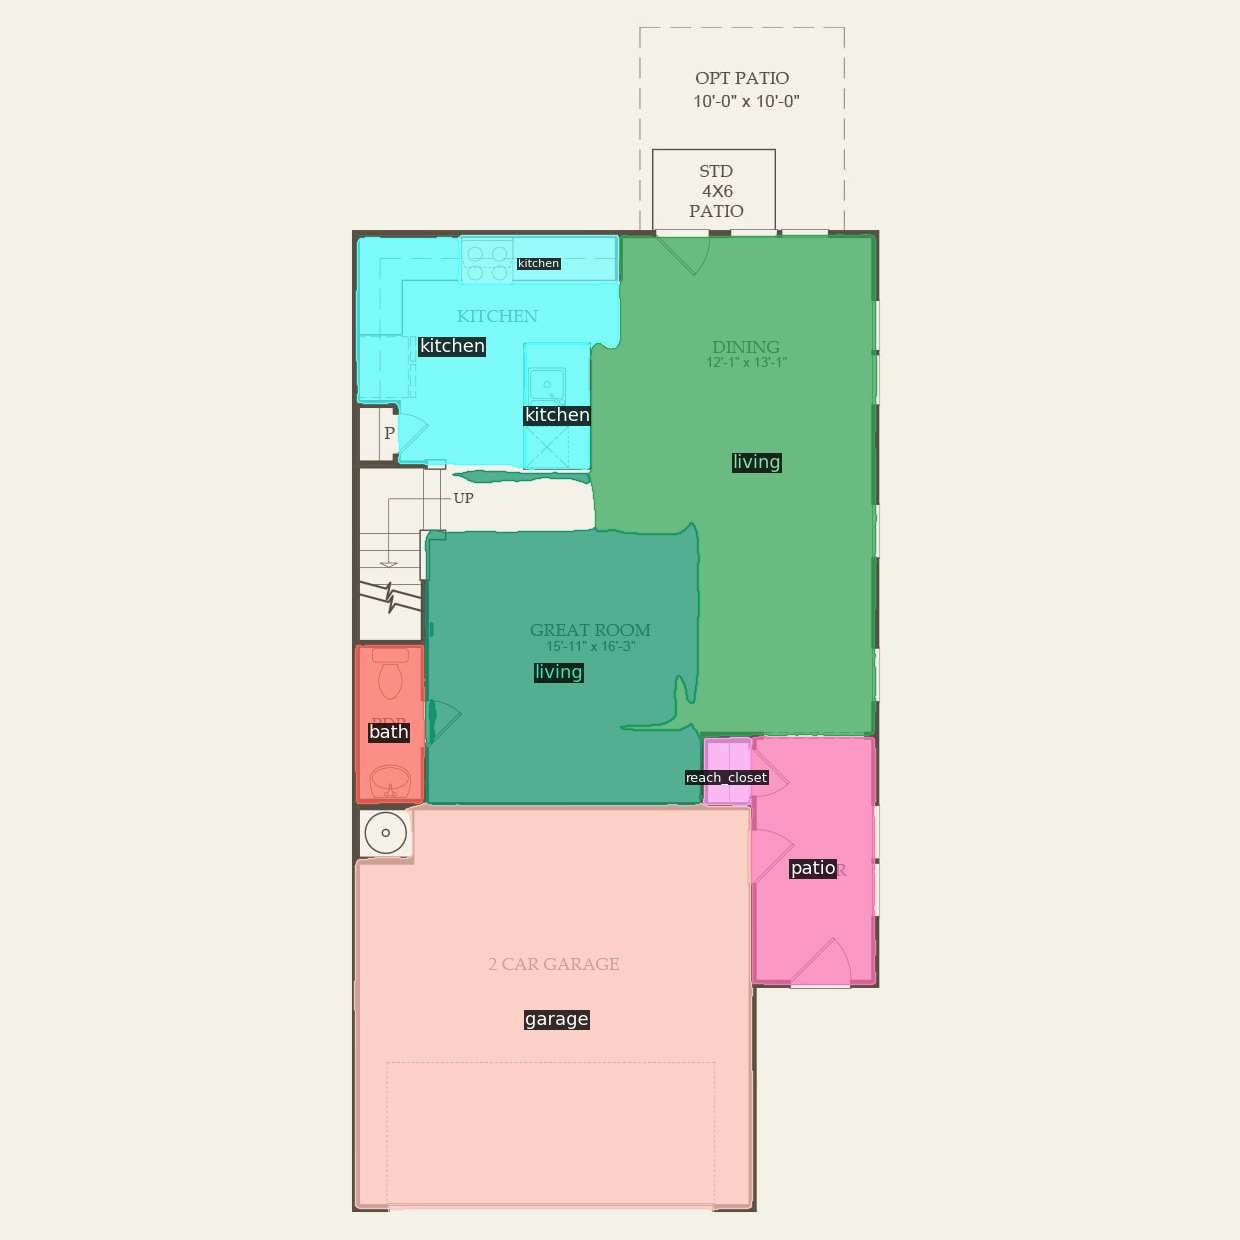 OPT PATIO
10'-0" x 10'-0"
STD
4X6
PATIO
kitchen
KITCHEN
kitchen
DINING
12'-1" x 13'-1"
kitchen
P
living
UP
GREAT ROOM
15'-11" x 16'-3"
living
PDR
bath
reach_closet
patio
2 CAR GARAGE
garage